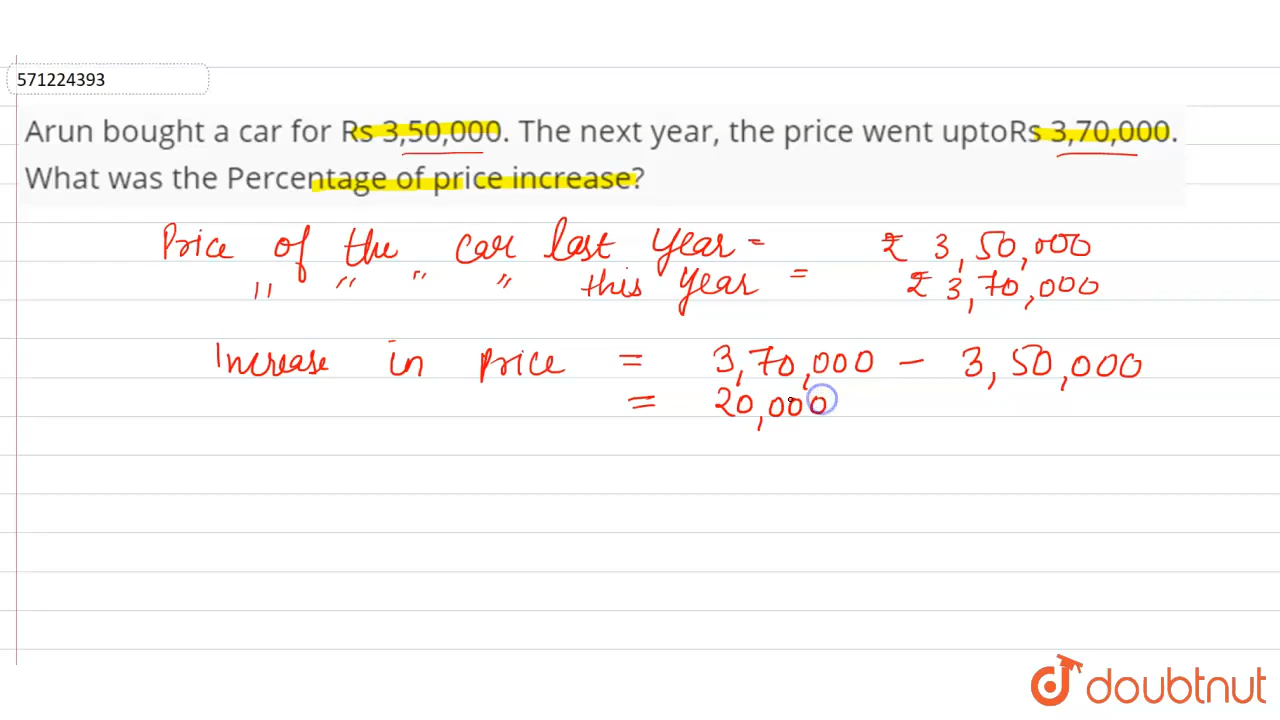 571224393
Arun bought a car for Rs 3,50,000. The next year, the price went uptoRs 3,70,000.
What was the Percentage of price increase?
Price of the car last year = ₹ 3,50,000
" " " " this year = ₹ 3,70,000
Increase in price = 3,70,000 - 3,50,000
= 20,000
doubtnut